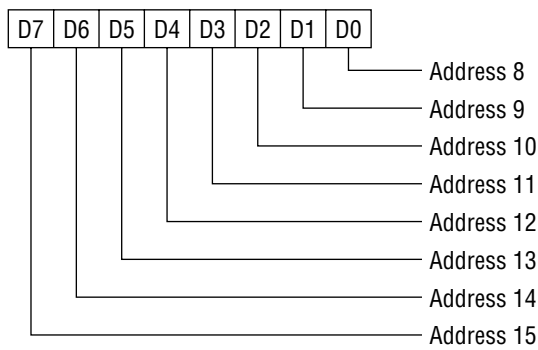 D7 D6 D5 D4 D3 D2 D1 D0
Address 8
Address 9
Address 10
Address 11
Address 12
Address 13
Address 14
Address 15